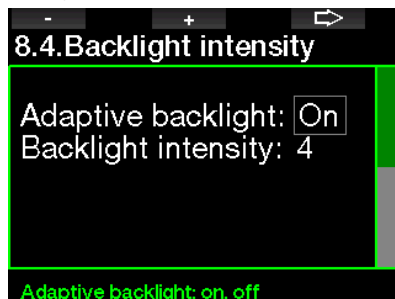 - + ⇨
8.4.Backlight intensity
Adaptive backlight: On
Backlight intensity: 4
Adaptive backlight: on, off